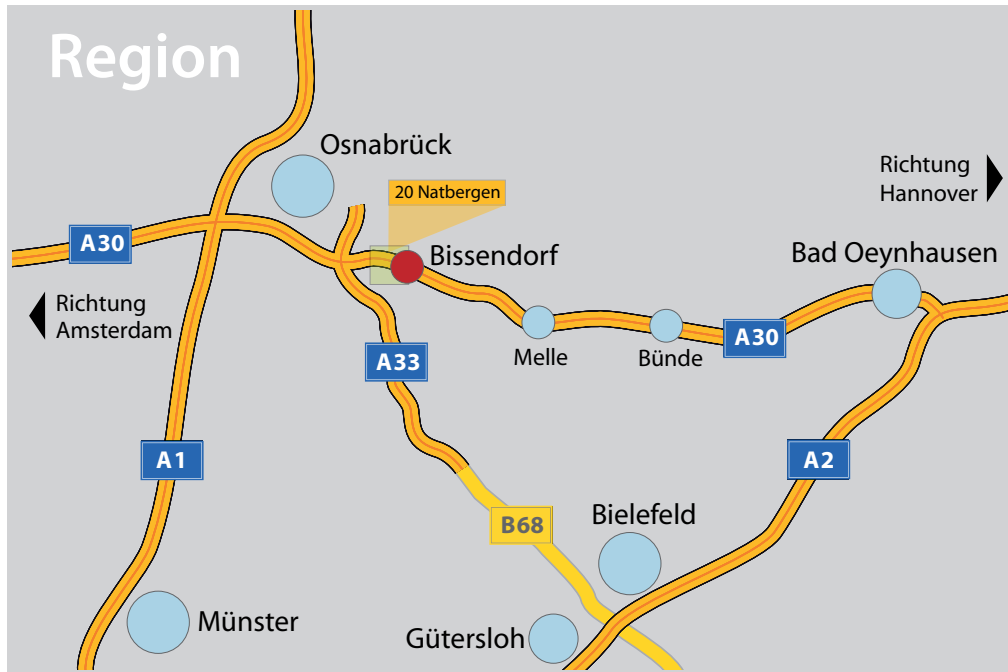 Region
Osnabrück
Richtung
Hannover
20 Natbergen
A30
Bissendorf
Bad Oeynhausen
Richtung
Amsterdam
Melle
Bünde
A30
A33
A1
A2
B68
Bielefeld
Münster
Gütersloh